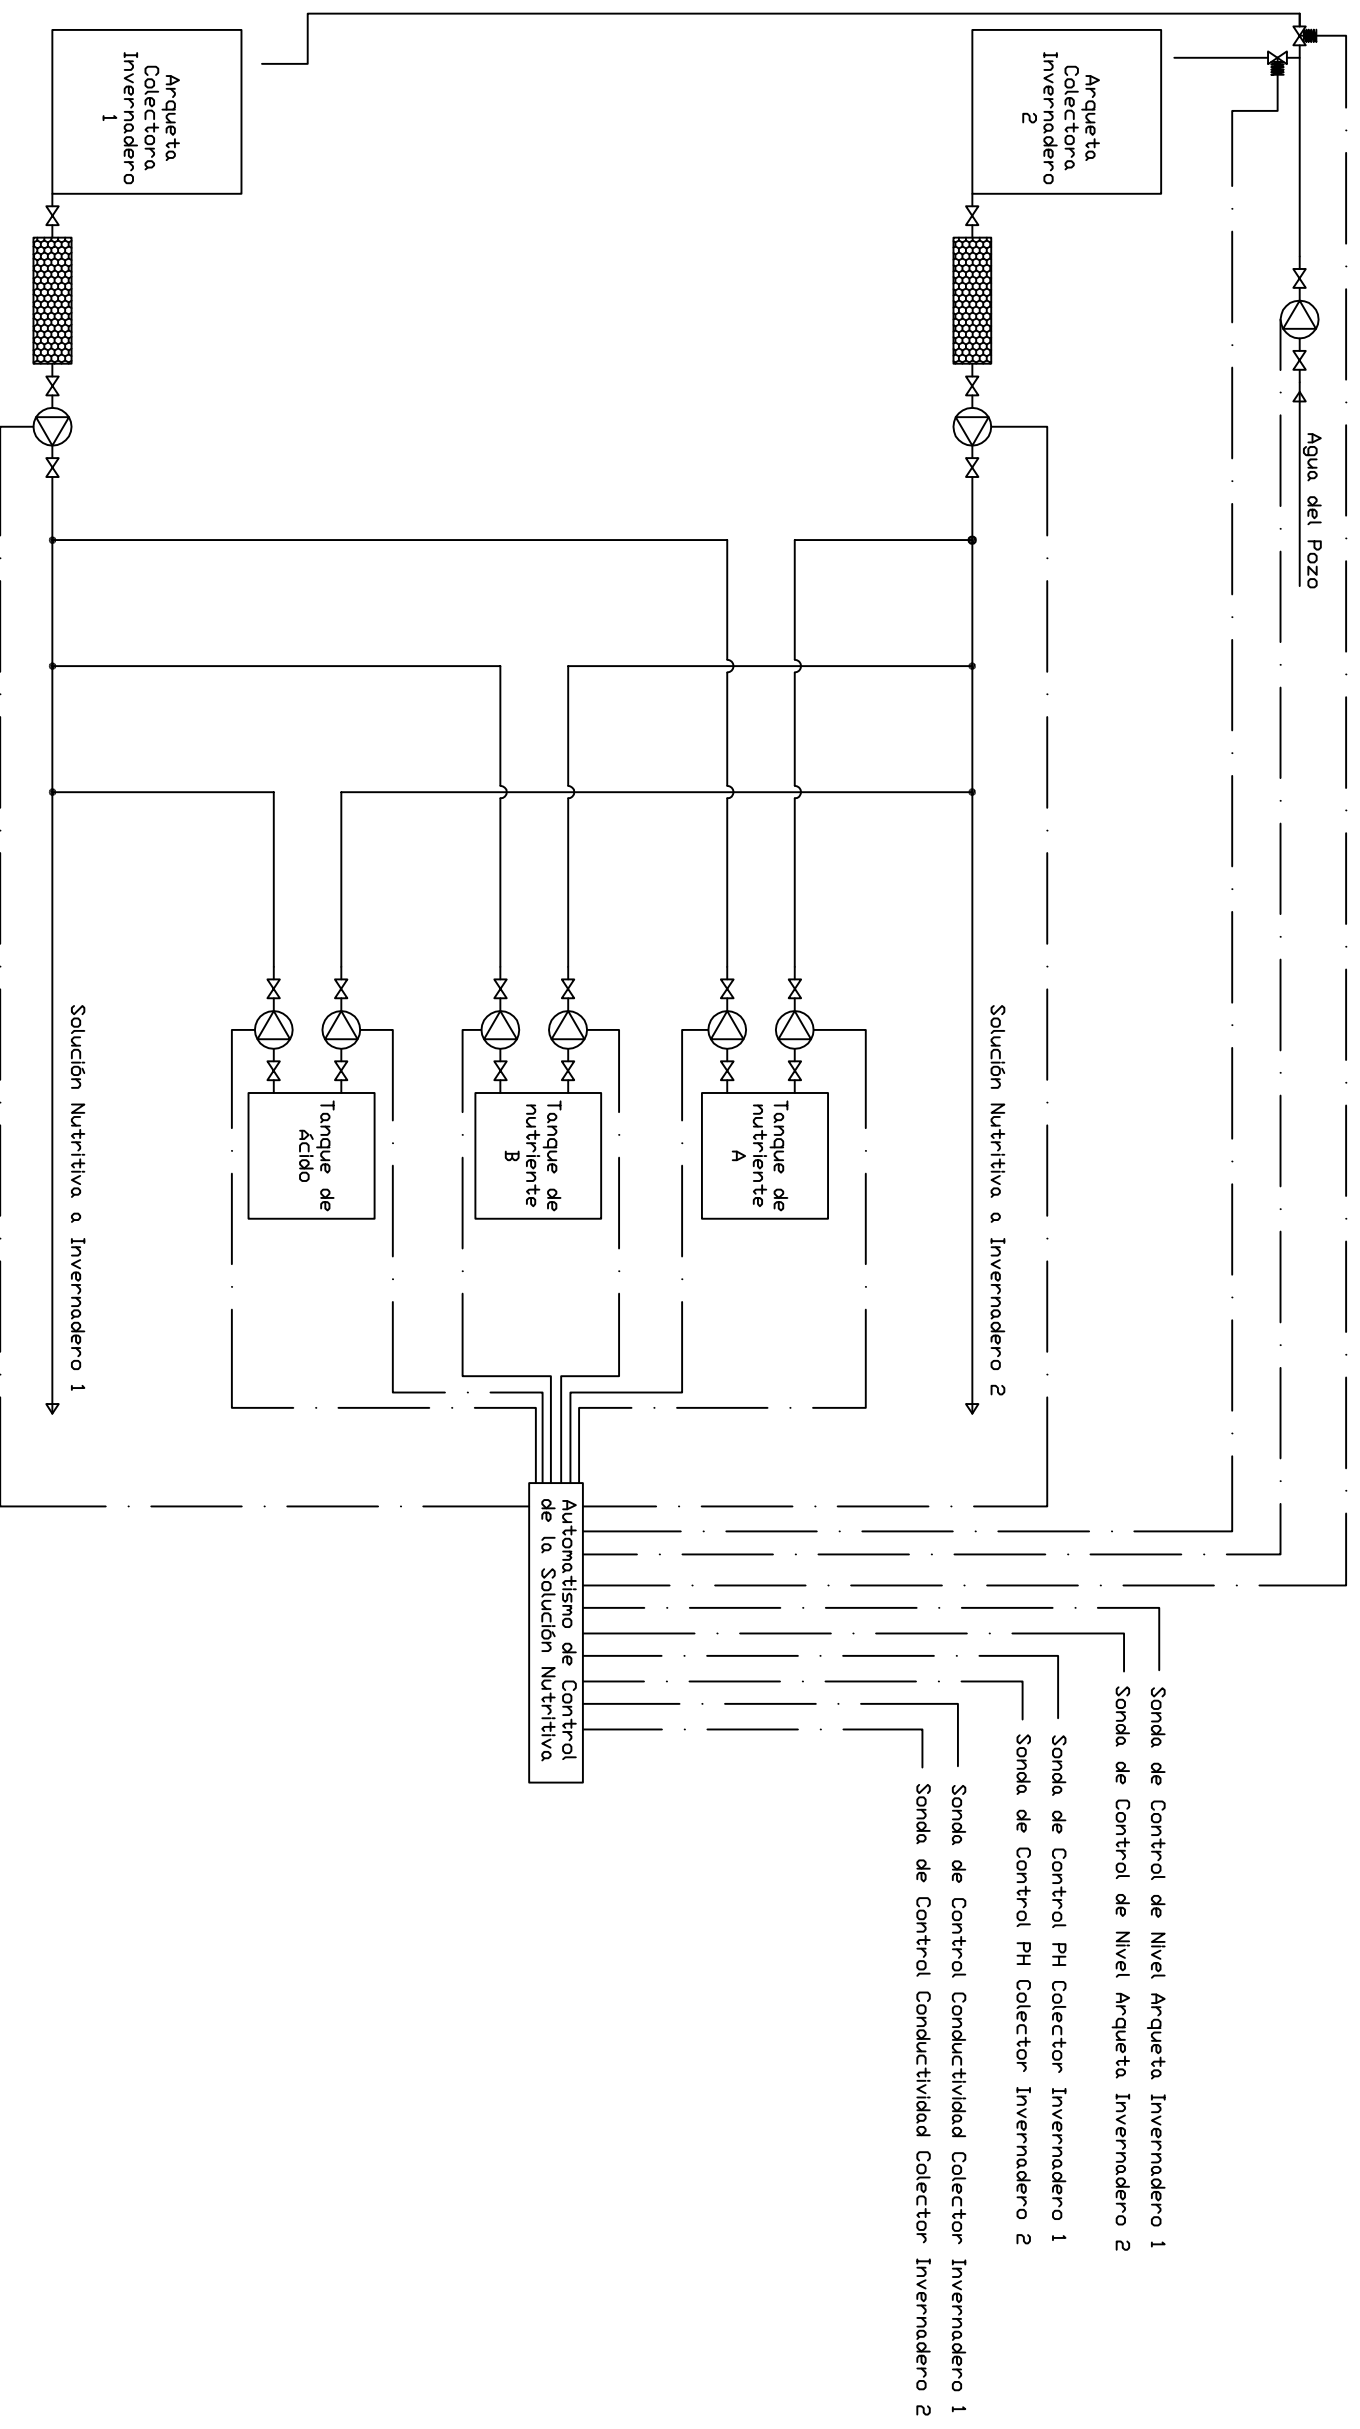 Agua del Pozo
Arqueta
Colectora
Invernadero
2
Arqueta
Colectora
Invernadero
1
Solución Nutritiva a Invernadero 2
Tanque de
nutriente
A
Tanque de
nutriente
B
Tanque de
Ácido
Solución Nutritiva a Invernadero 1
Automatismo de Control
de la Solución Nutritiva
Sonda de Control de Nivel Arqueta Invernadero 1
Sonda de Control de Nivel Arqueta Invernadero 2
Sonda de Control PH Colector Invernadero 1
Sonda de Control PH Colector Invernadero 2
Sonda de Control Conductividad Colector Invernadero 1
Sonda de Control Conductividad Colector Invernadero 2